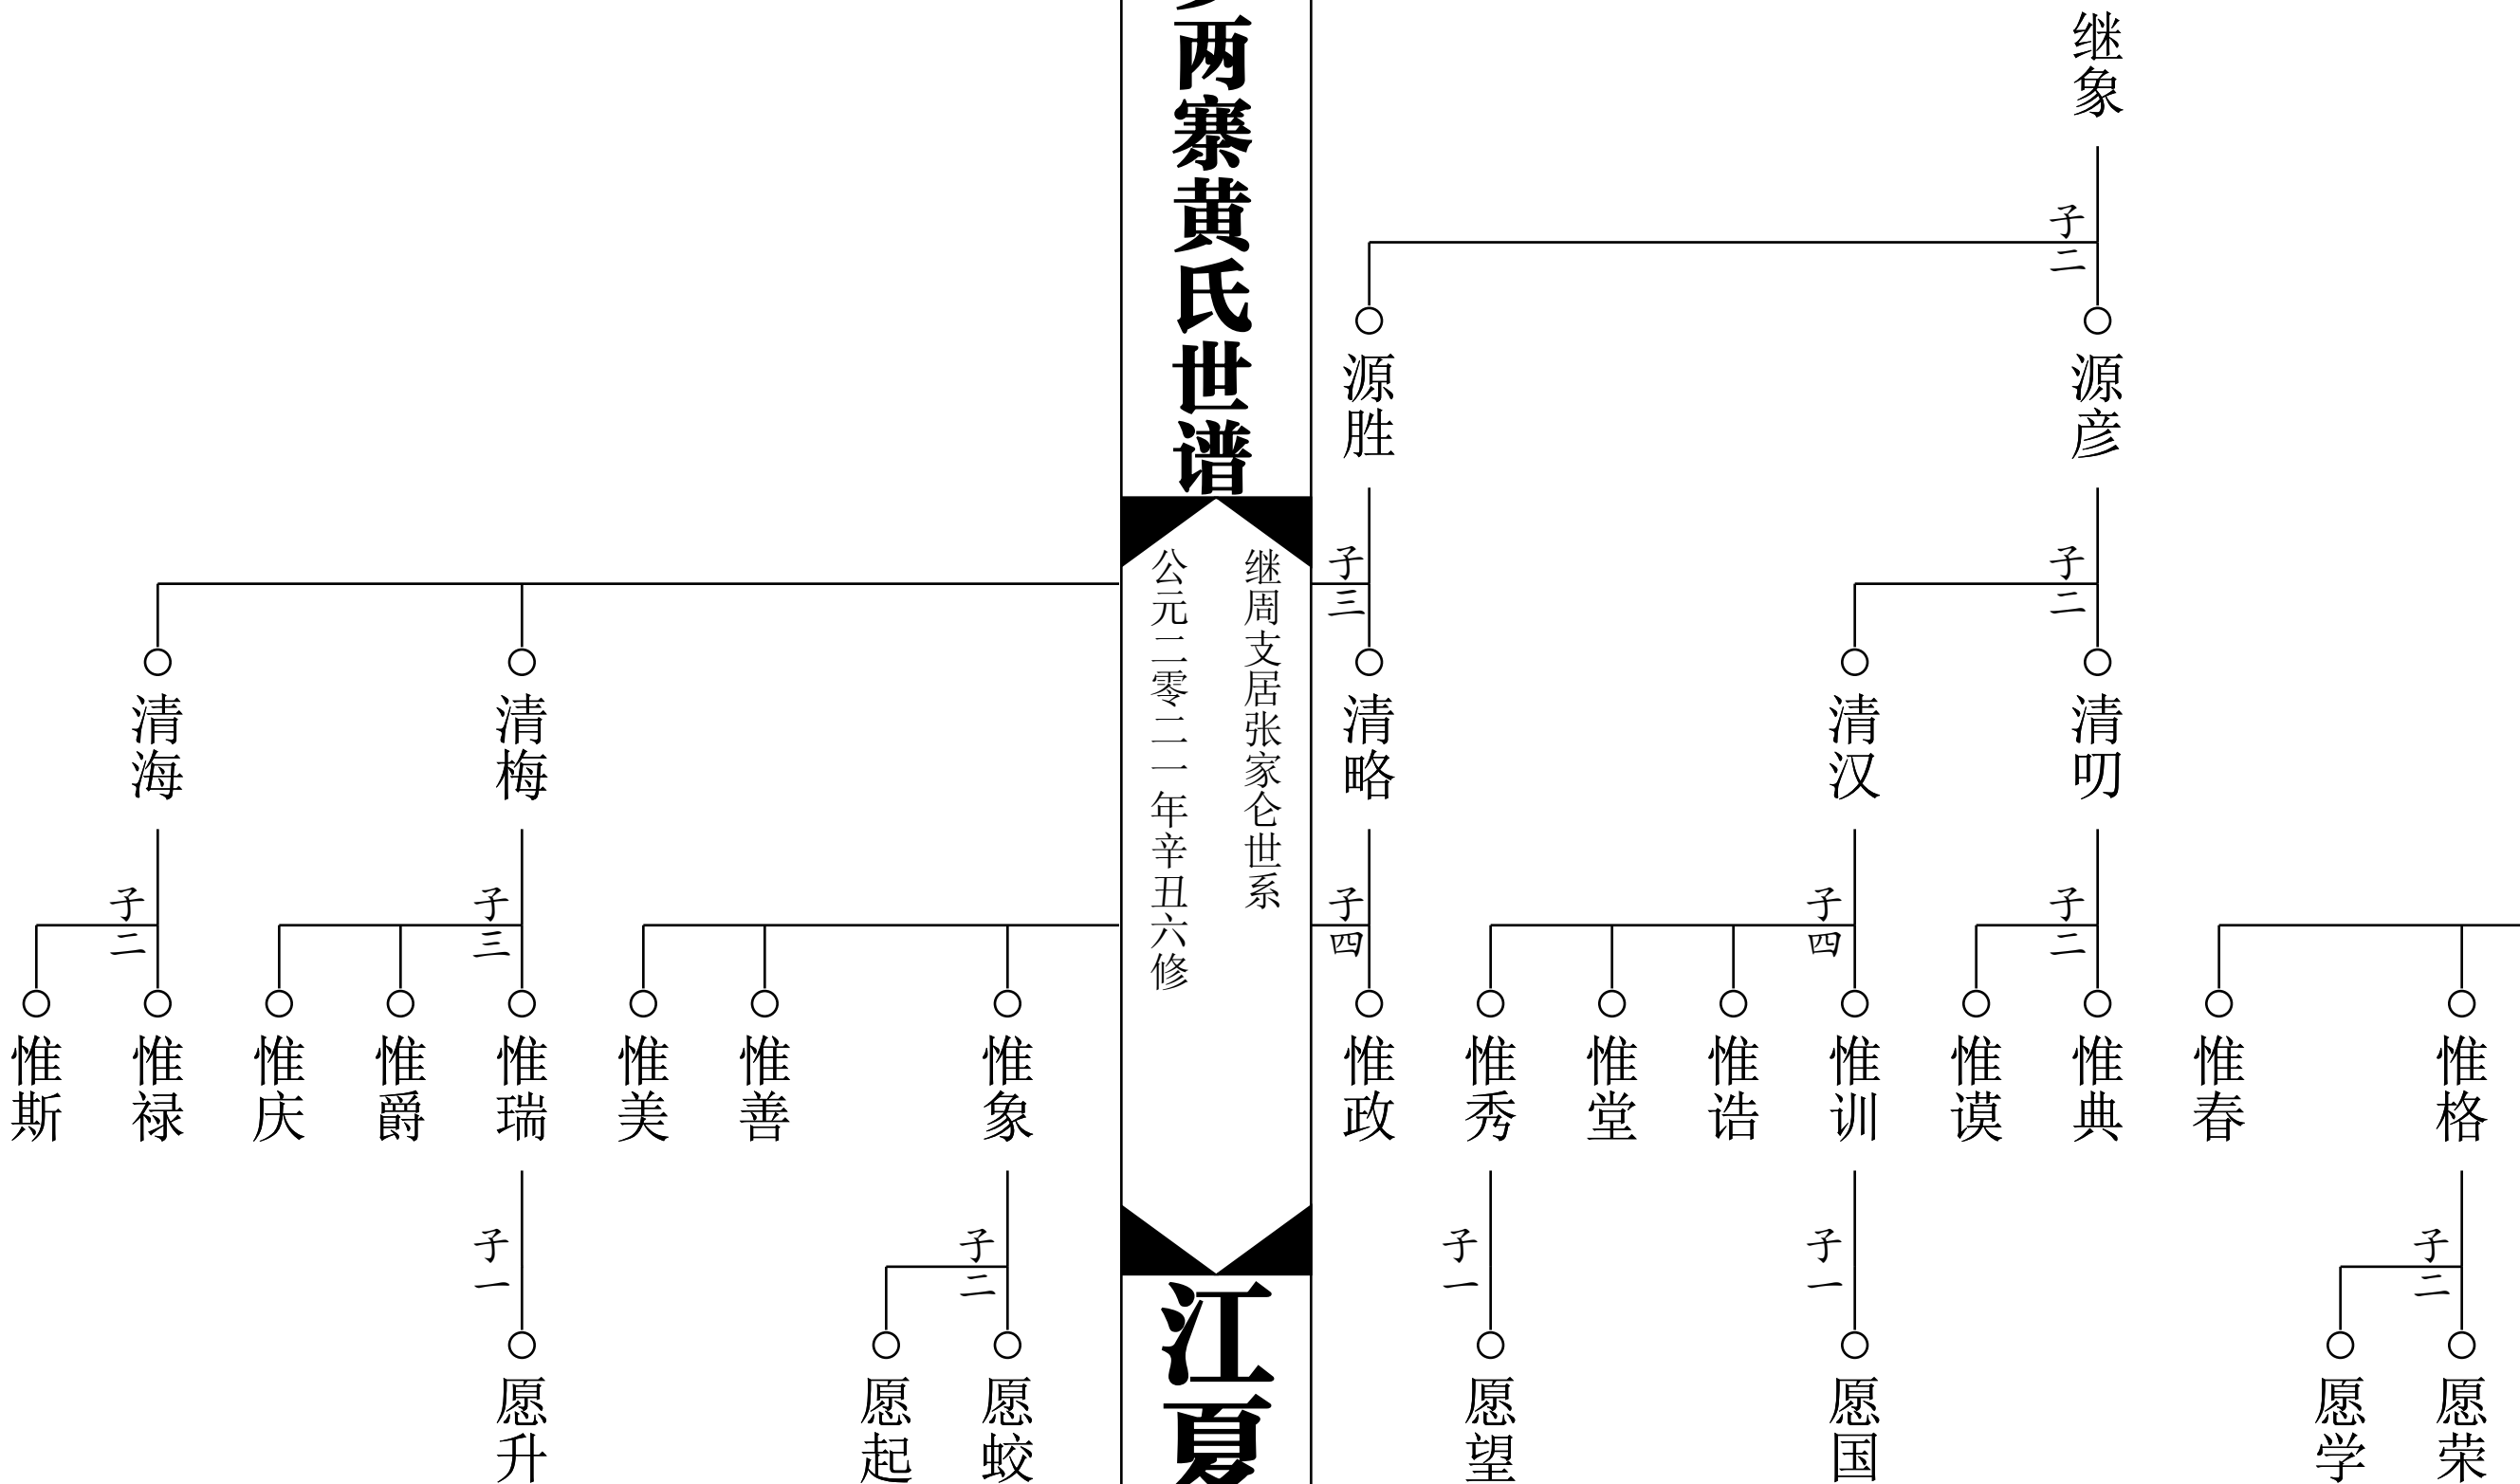 继象
子二
源彦
源胜
子二
子三
清叨
清汉
清略
清梅
清海
子二
子四
子四
子三
子二
惟格
惟春
惟典
惟谟
惟训
惟诰
惟堂
惟秀
惟政
惟象
惟善
惟美
惟瑞
惟爵
惟庆
惟禄
惟斯
子二
子一
子一
子二
子一
愿荣
愿学
愿国
愿望
愿蛟
愿起
愿升
两寨黄氏世谱
继周支居张家仑世系
公元二零二一年辛丑六修
江夏